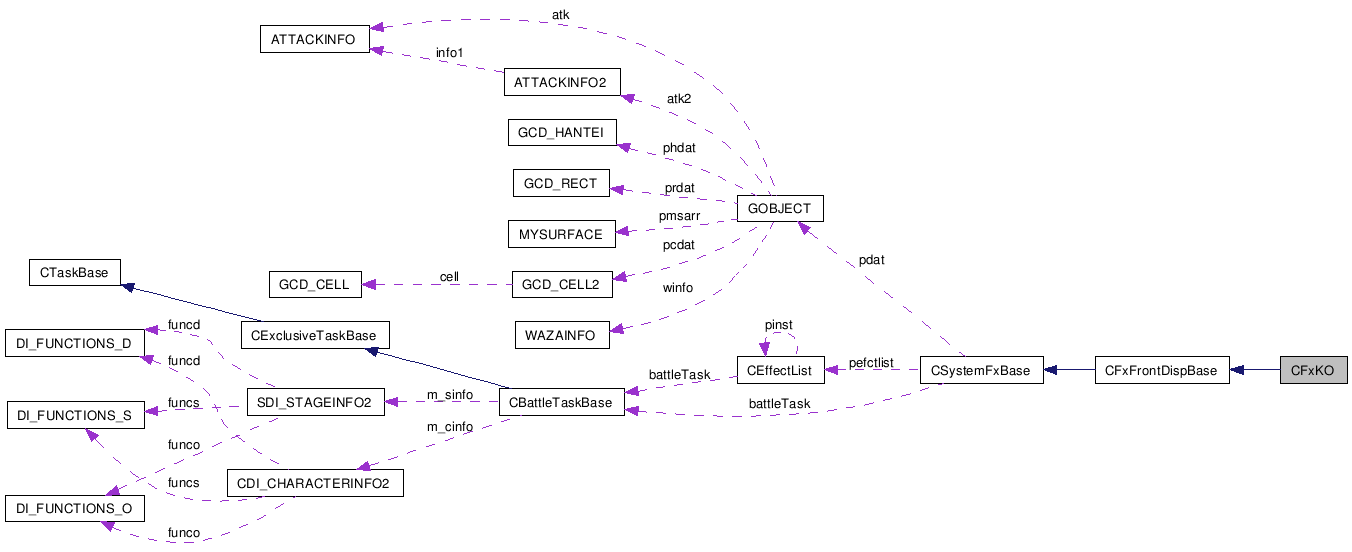 atk
ATTACKINFO
info1
ATTACKINFO2
atk2
GCD_HANTEI
phdat
GCD_RECT
prdat
GOBJECT
MYSURFACE
pmsarr
pcdat
pdat
CTaskBase
GCD_CELL
cell
GCD_CELL2
winfo
funcd
CExclusiveTaskBase
WAZAINFO
pinst
DI_FUNCTIONS_D
funcd
pefctlist
CEffectList
CSystemFxBase
CFxFrontDispBase
CFxKO
battleTask
funcs
SDI_STAGEINFO2
m_sinfo
CBattleTaskBase
battleTask
DI_FUNCTIONS_S
m_cinfo
funco
funcs
CDI_CHARACTERINFO2
DI_FUNCTIONS_O
funco